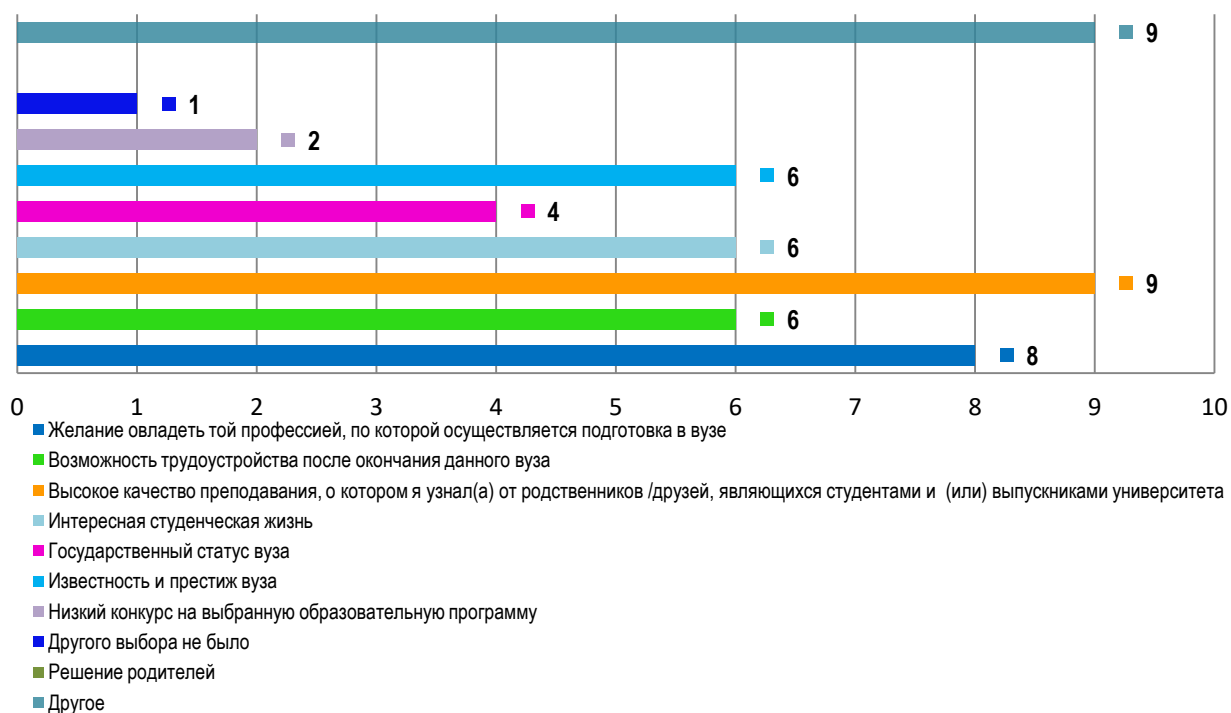 9
1
2
6
4
6
9
6
8
0 1 2 3 4 5 6 7 8 9 10
Желание овладеть той профессией, по которой осуществляется подготовка в вузе
Возможность трудоустройства после окончания данного вуза
Высокое качество преподавания, о котором я узнал(а) от родственников /друзей, являющихся студентами и (или) выпускниками университета
Интересная студенческая жизнь
Государственный статус вуза
Известность и престиж вуза
Низкий конкурс на выбранную образовательную программу
Другого выбора не было
Решение родителей
Другое